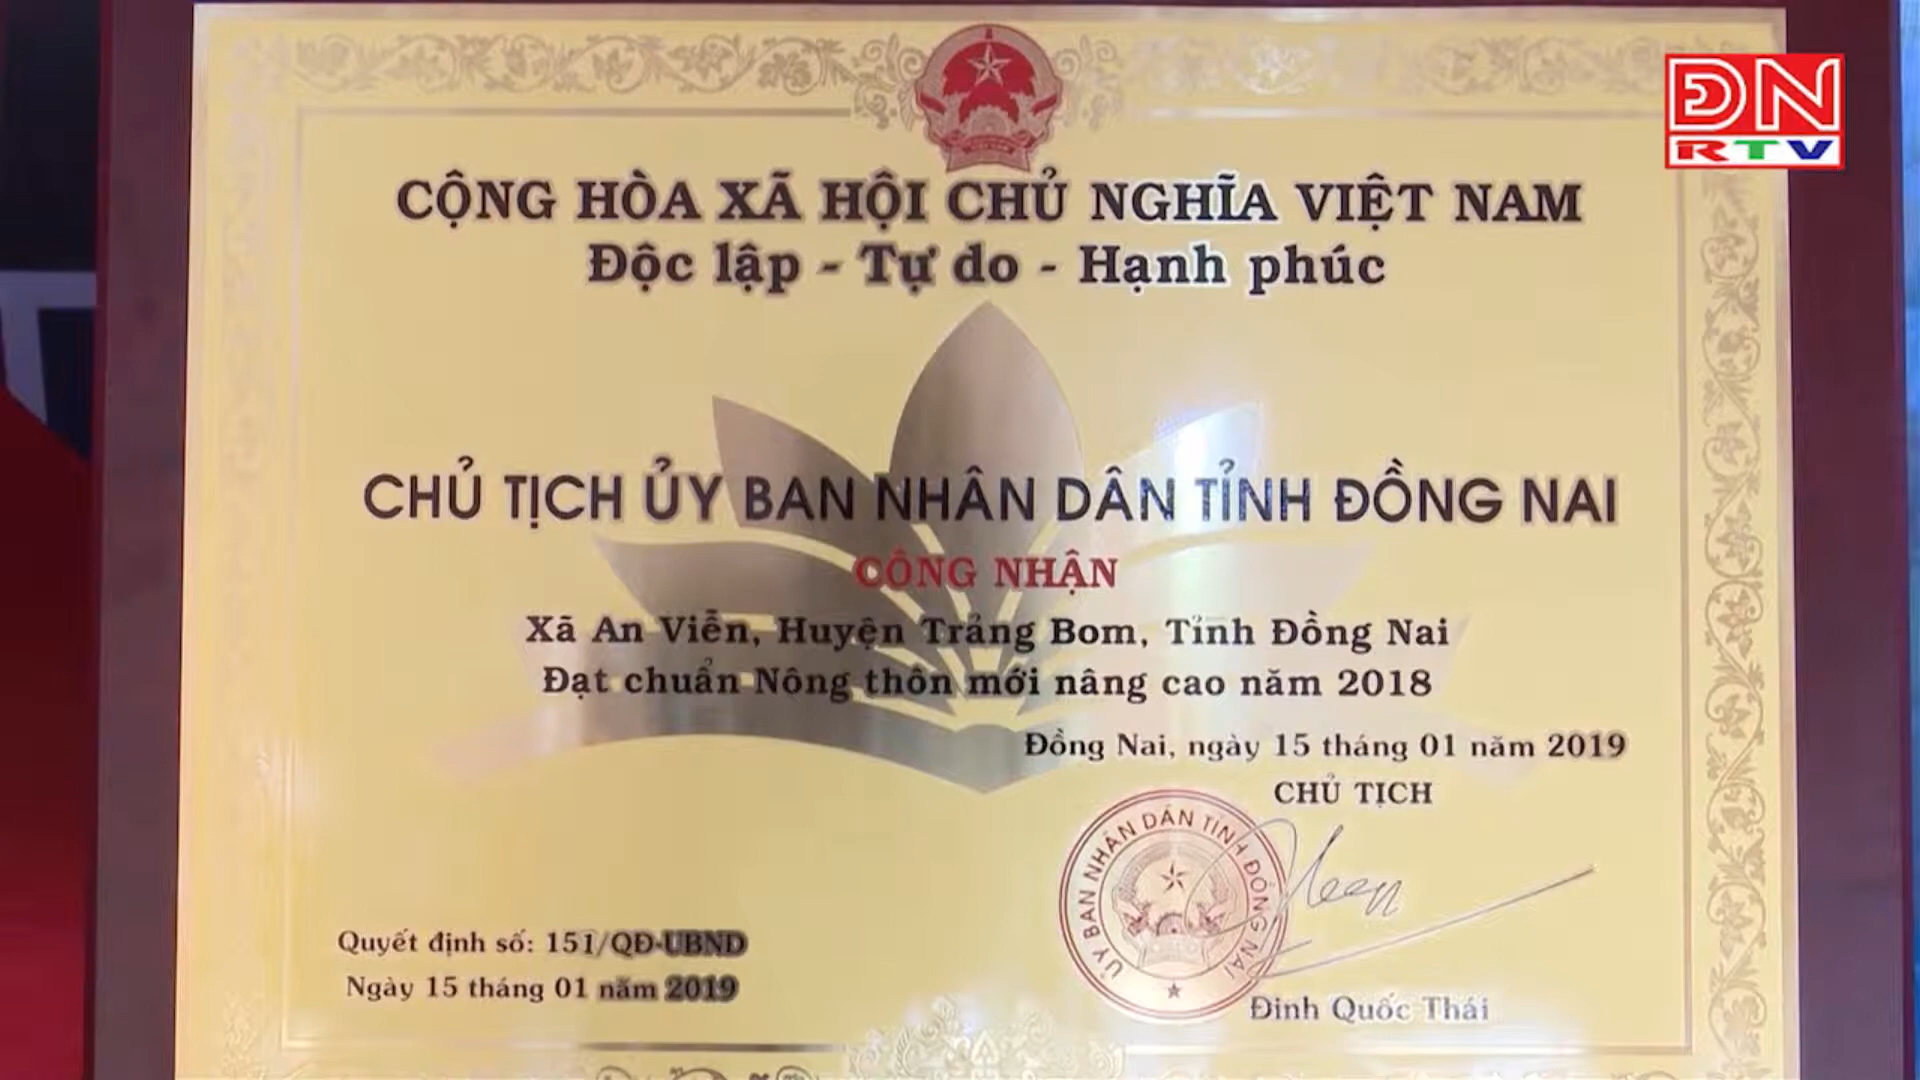 ĐN
RTV
CỘNG HÒA XÃ HỘI CHỦ NGHĨA VIỆT NAM
Độc lập - Tự do - Hạnh phúc
CHỦ TỊCH ỦY BAN NHÂN DÂN TỈNH ĐỒNG NAI
CÔNG NHẬN
Xã An Viễn, Huyện Trảng Bom, Tỉnh Đồng Nai
Đạt chuẩn Nông thôn mới nâng cao năm 2018
Đồng Nai, ngày 15 tháng 01 năm 2019
CHỦ TỊCH
ỦY BAN NHÂN DÂN TỈNH ĐỒNG NAI
Quyết định số: 151/QĐ-UBND
Ngày 15 tháng 01 năm 2019
Đinh Quốc Thái